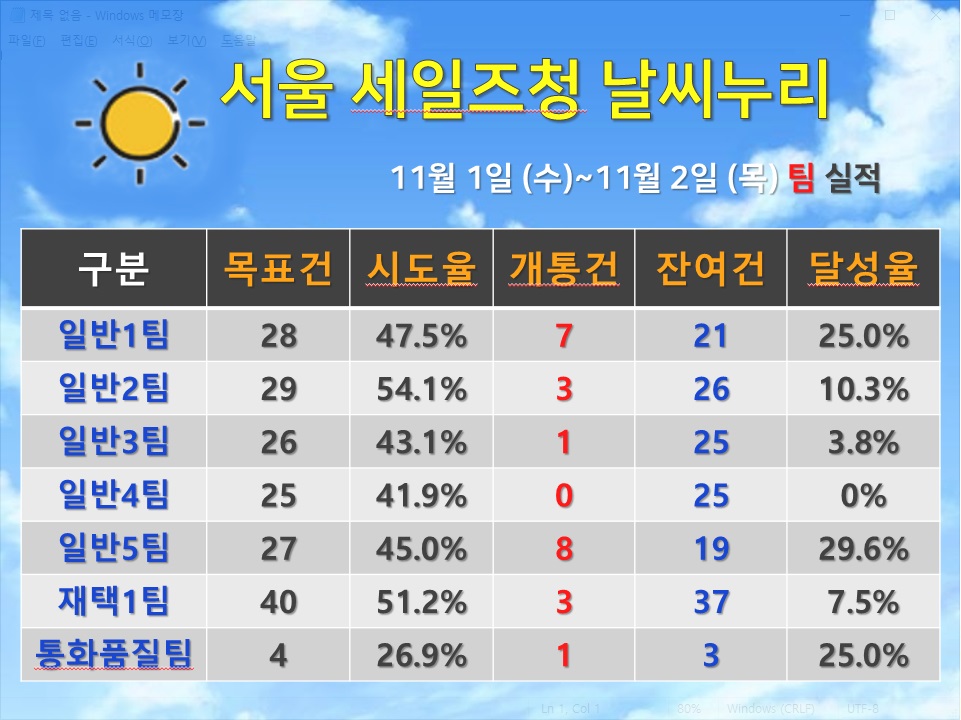 제목 없음 - Windows 메모장
파일(F) 편집(E) 서식(O) 보기(V) 도움말
서울 세일즈청 날씨누리
11월 1일 (수)~11월 2일 (목) 팀 실적
구분 목표건 시도율 개통건 잔여건 달성율
일반1팀 28 47.5% 7 21 25.0%
일반2팀 29 54.1% 3 26 10.3%
일반3팀 26 43.1% 1 25 3.8%
일반4팀 25 41.9% 0 25 0%
일반5팀 27 45.0% 8 19 29.6%
재택1팀 40 51.2% 3 37 7.5%
통화품질팀 4 26.9% 1 3 25.0%
Ln 1, Col 1 80% Windows (CRLF) UTF-8